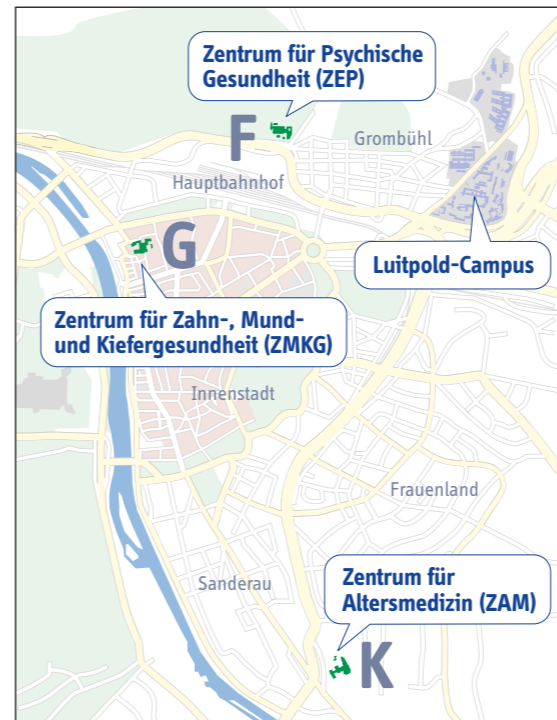 Zentrum für Psychische
Gesundheit (ZEP)
F
Grombühl
Hauptbahnhof
G
Luitpold-Campus
Zentrum für Zahn-, Mund-
und Kiefergesundheit (ZMKG)
Innenstadt
Frauenland
Sanderau
Zentrum für
Altersmedizin (ZAM)
K